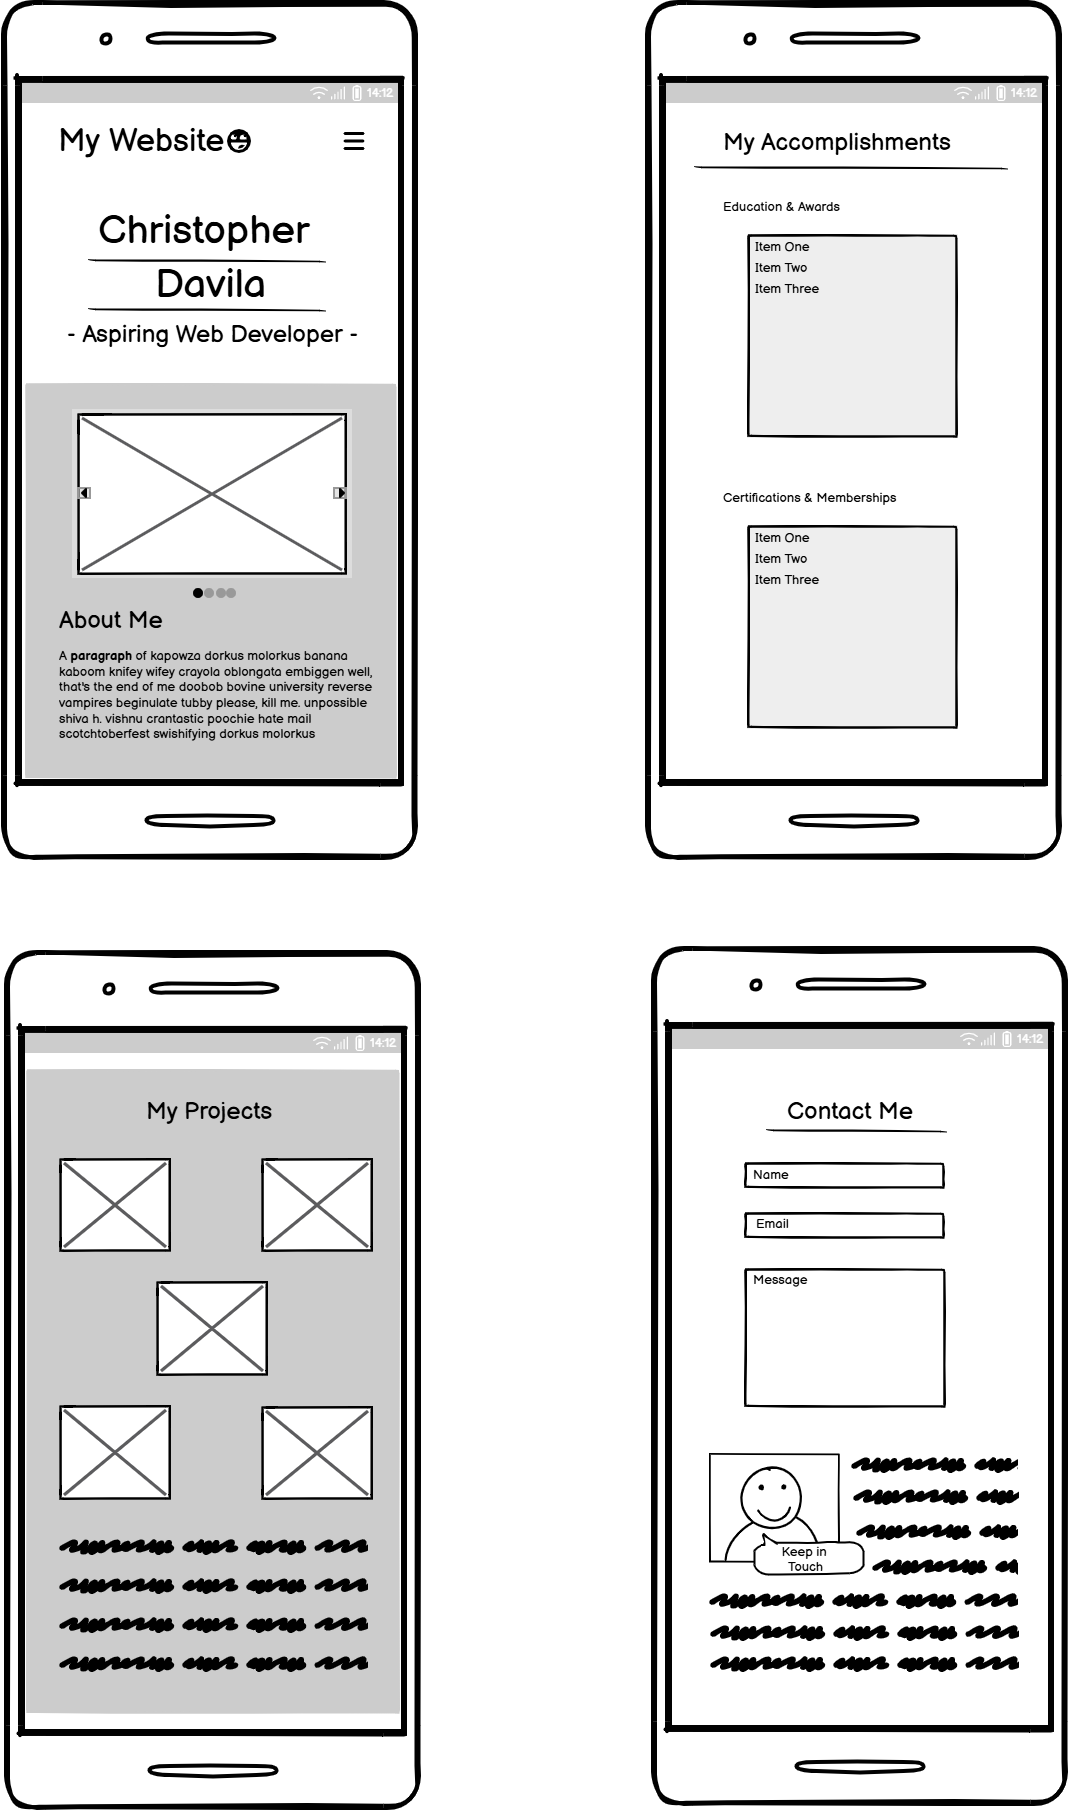 14:12
My Website
Christopher
Davila
- Aspiring Web Developer -
About Me
A paragraph of kapowza dorkus molorkus banana
kaboom knifey wifey crayola oblongata embiggen well,
that's the end of me doobob bovine university reverse
vampires beginulate tubby please, kill me. unpossible
shiva h. vishnu crantastic poochie hate mail
scotchtoberfest swishifying dorkus molorkus
14:12
My Accomplishments
Education & Awards
Item One
Item Two
Item Three
Certifications & Memberships
Item One
Item Two
Item Three
14:12
My Projects
14:12
Contact Me
Name
Email
Message
Keep in
Touch